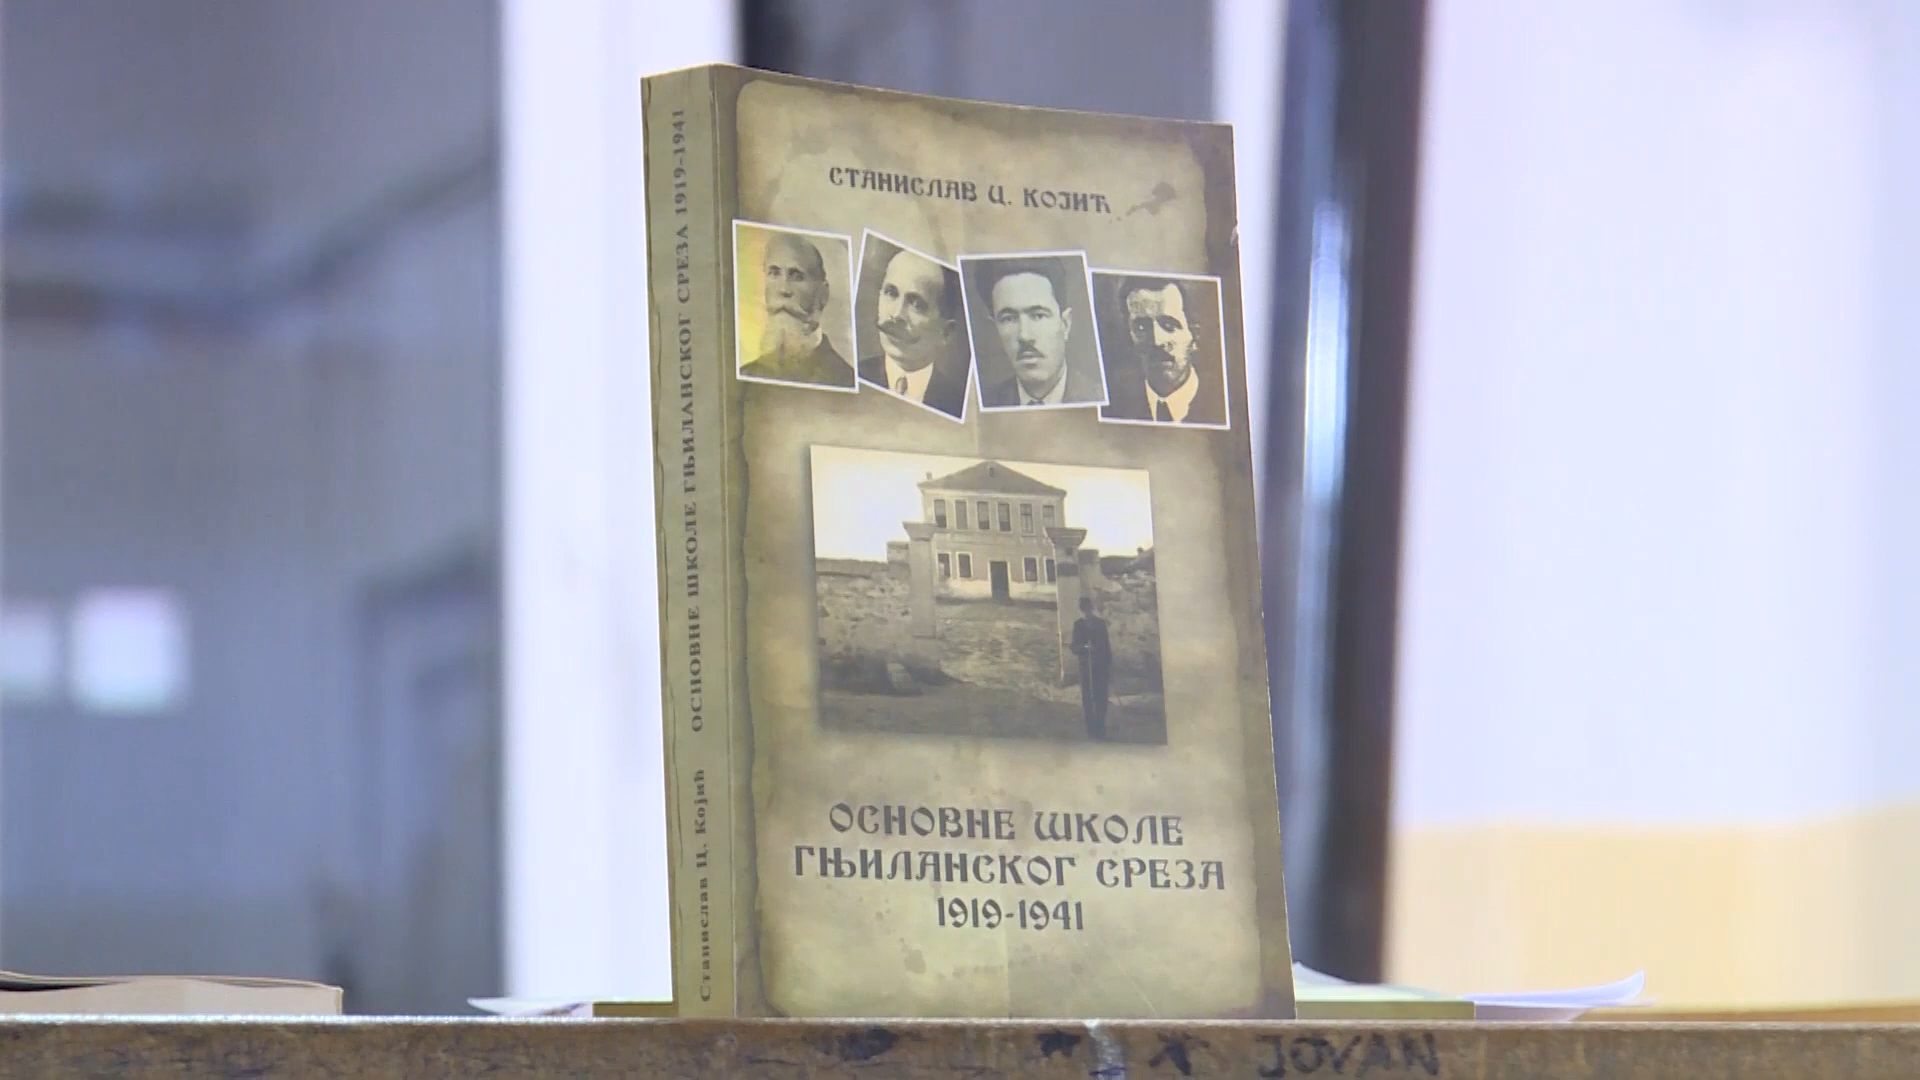 СТАНИСЛАВ Ц. КОЈИЋ
ОСНОВНЕ ШКОЛЕ
ГЊИЛАНСКОГ СРЕЗА
1919-1941
Станислав Ц. Којић ОСНОВНЕ ШКОЛЕ ГЊИЛАНСКОГ СРЕЗА 1919-1941
JOVAN